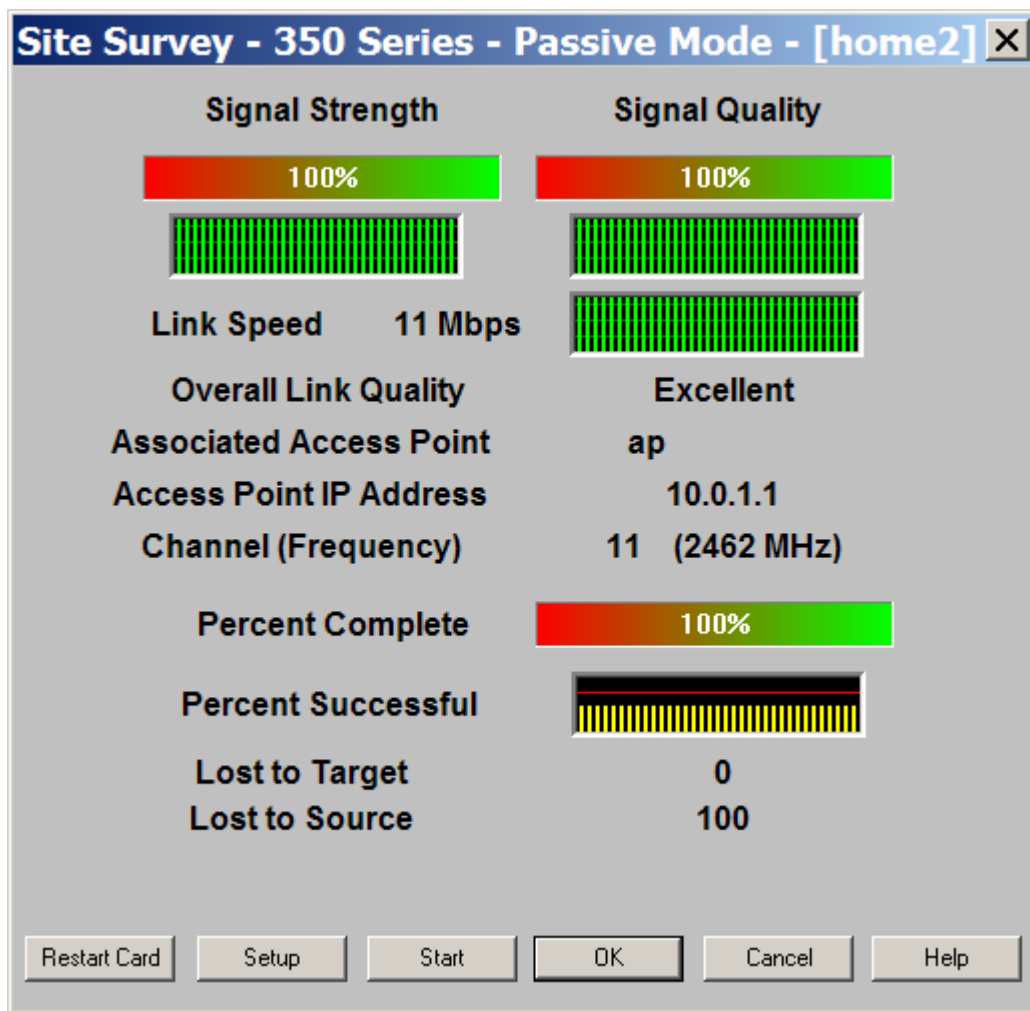 Site Survey - 350 Series - Passive Mode - [home2]
Signal Strength Signal Quality
100% 100%
Link Speed 11 Mbps
Overall Link Quality Excellent
Associated Access Point ap
Access Point IP Address 10.0.1.1
Channel (Frequency) 11 (2462 MHz)
Percent Complete 100%
Percent Successful
Lost to Target 0
Lost to Source 100
Restart Card Setup Start OK Cancel Help